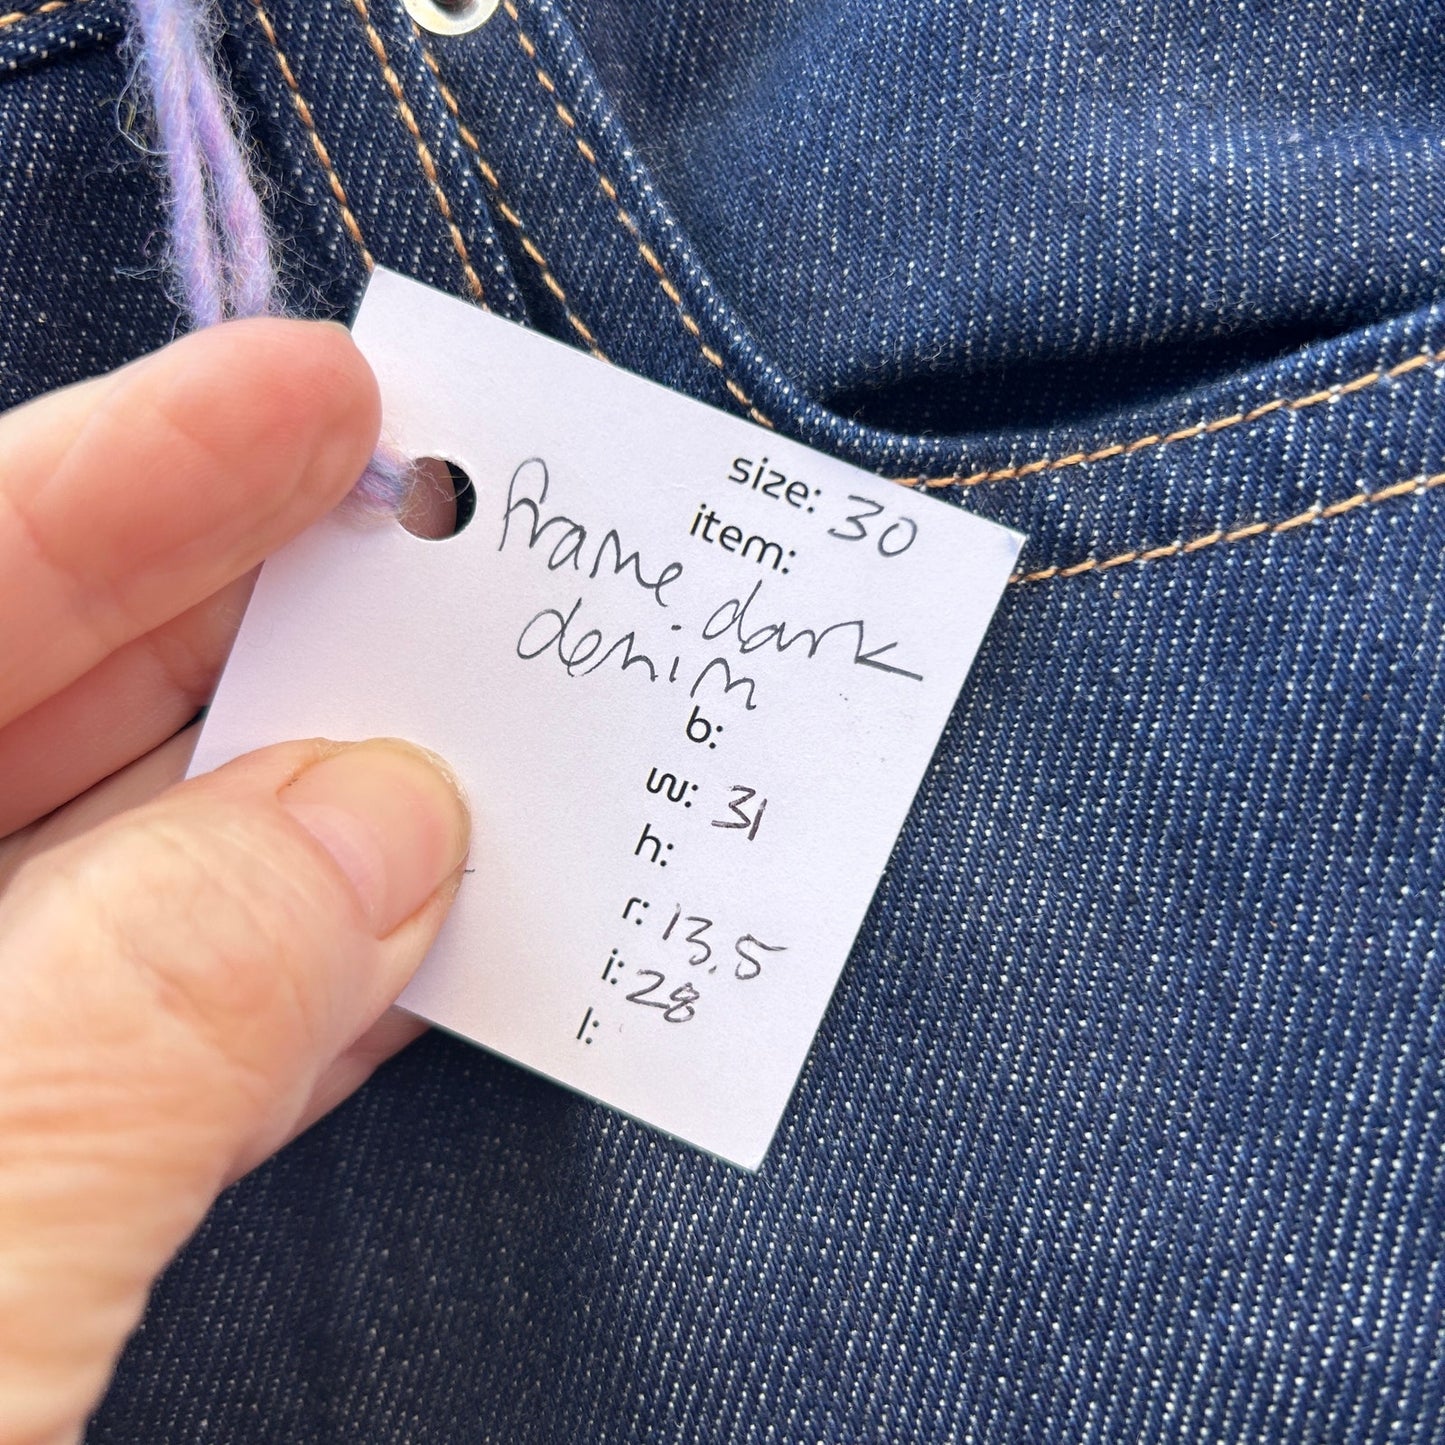 size: 30
item:
frame dark
denim
b:
w: 31
h:
r: 13.5
i: 28
l: